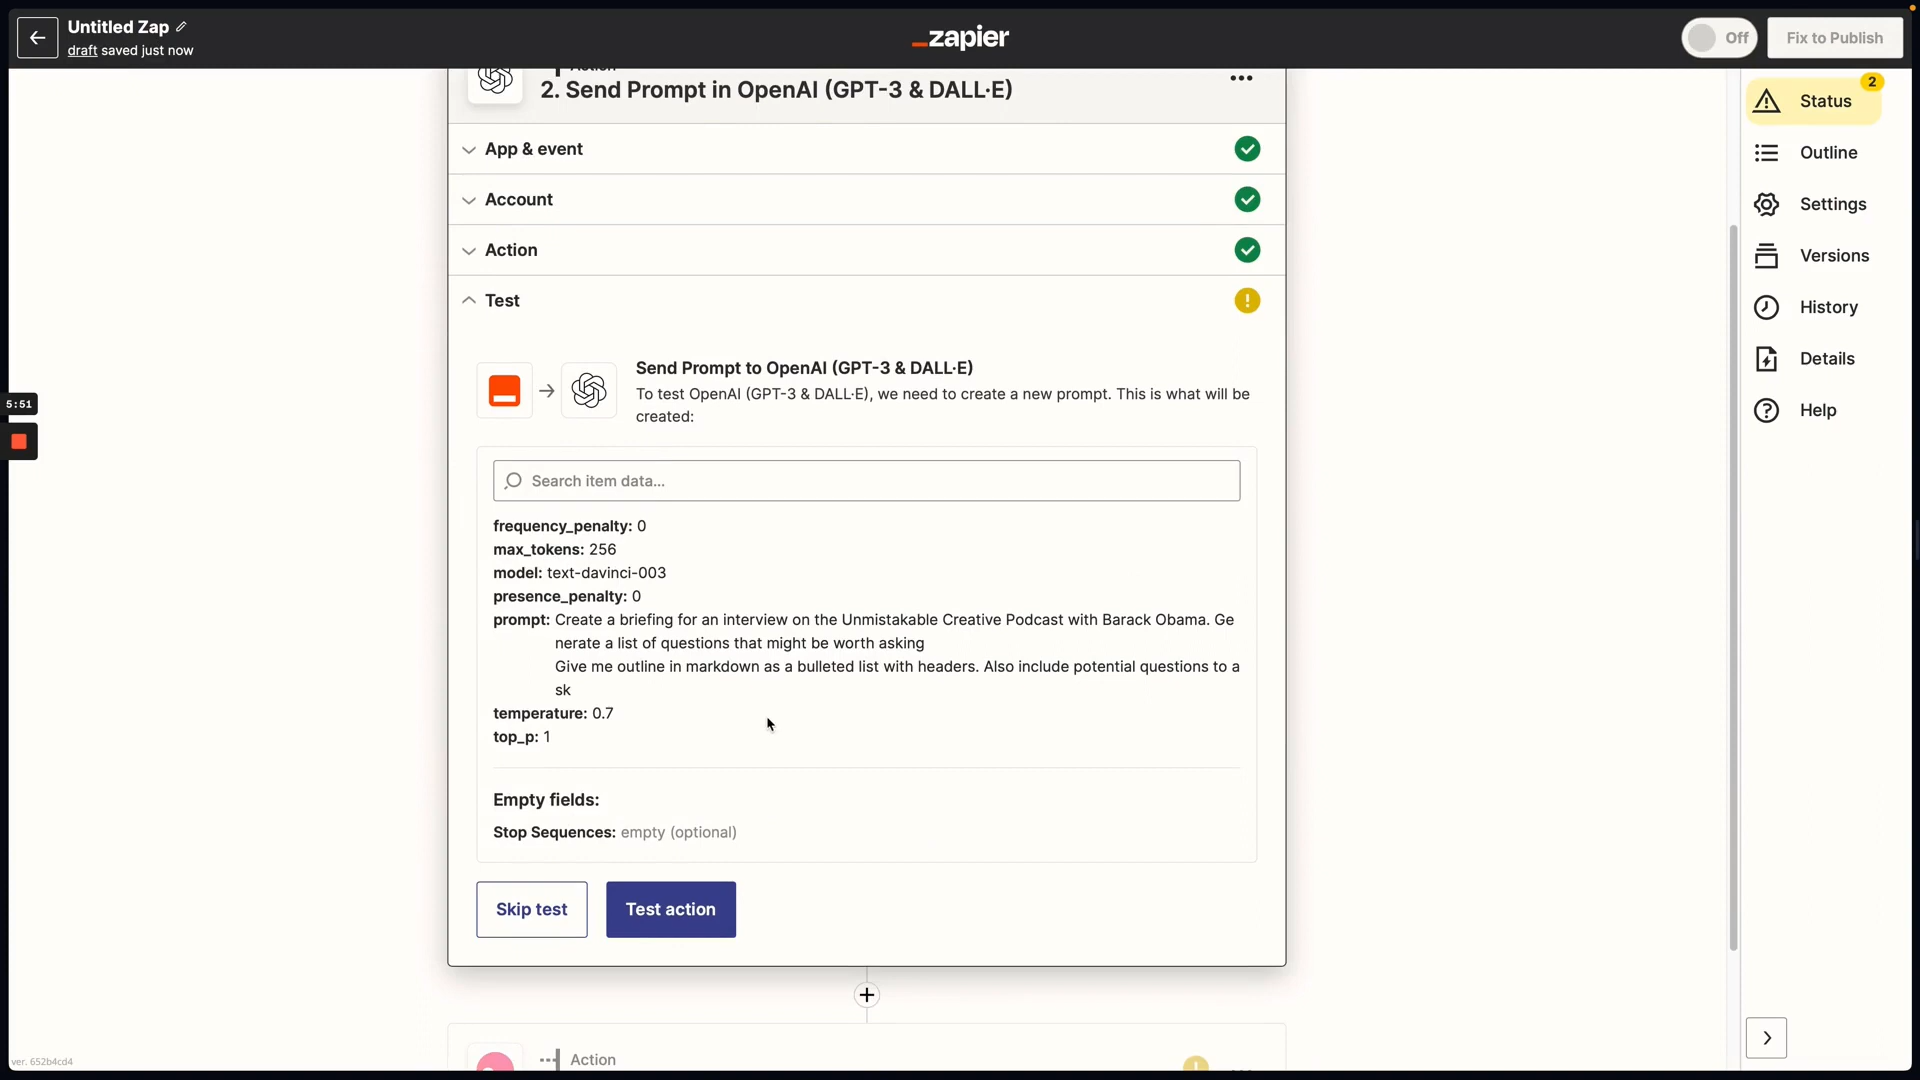 Untitled Zap
draft saved just now
zapier
Off
Fix to Publish
2. Send Prompt in OpenAI (GPT-3 & DALL·E)
App & event
Account
Action
Test
Send Prompt to OpenAI (GPT-3 & DALL·E)
To test OpenAI (GPT-3 & DALL·E), we need to create a new prompt. This is what will be
created:
Search item data...
frequency_penalty: 0
max_tokens: 256
model: text-davinci-003
presence_penalty: 0
prompt: Create a briefing for an interview on the Unmistakable Creative Podcast with Barack Obama. Ge
nerate a list of questions that might be worth asking
Give me outline in markdown as a bulleted list with headers. Also include potential questions to a
sk
temperature: 0.7
top_p: 1
Empty fields:
Stop Sequences: empty (optional)
Skip test
Test action
Action
2
Status
Outline
Settings
Versions
History
Details
Help
5:51
ver. 652b4cd4